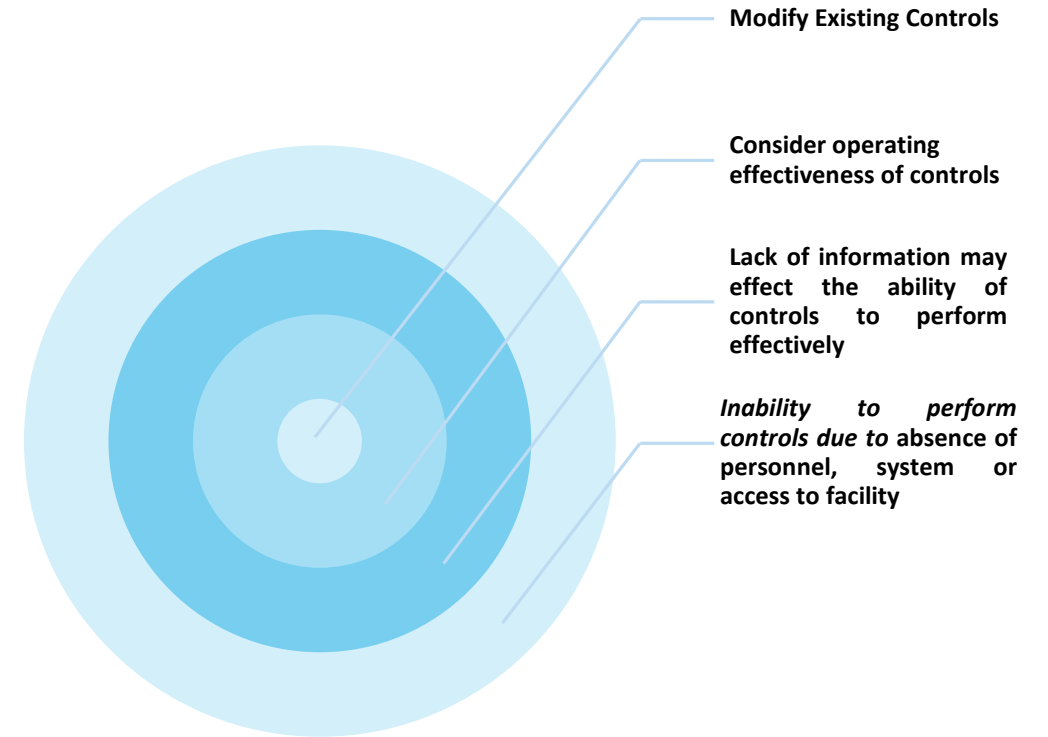 Modify Existing Controls
Consider operating
effectiveness of controls
Lack of information may
effect the ability of
controls to perform
effectively
Inability to perform
controls due to absence of
personnel, system or
access to facility